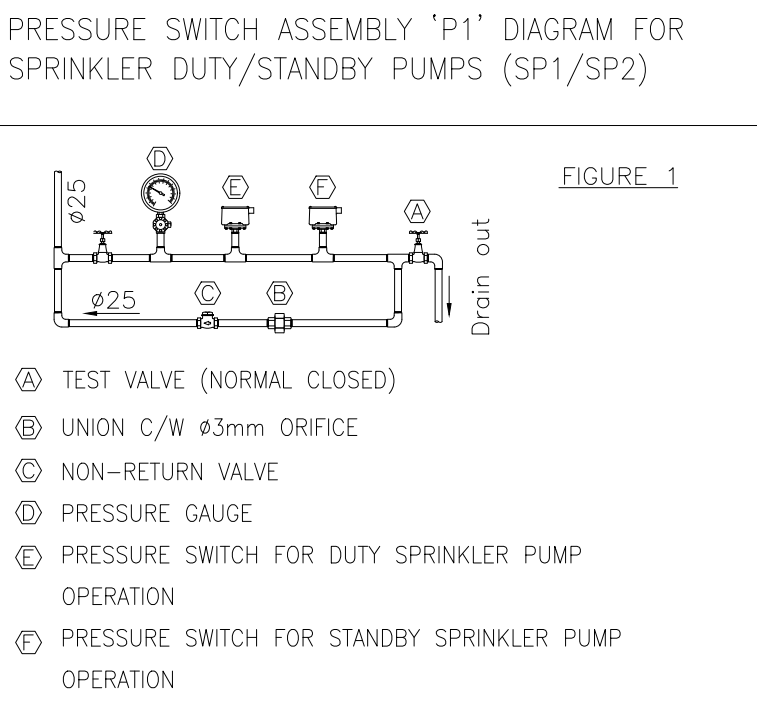 PRESSURE SWITCH ASSEMBLY ‘P1’ DIAGRAM FOR
SPRINKLER DUTY/STANDBY PUMPS (SP1/SP2)
FIGURE 1
D
E
F
A
ø25
Drain out
ø25
C
B
A TEST VALVE (NORMAL CLOSED)
B UNION C/W ø3mm ORIFICE
C NON-RETURN VALVE
D PRESSURE GAUGE
E PRESSURE SWITCH FOR DUTY SPRINKLER PUMP
OPERATION
F PRESSURE SWITCH FOR STANDBY SPRINKLER PUMP
OPERATION